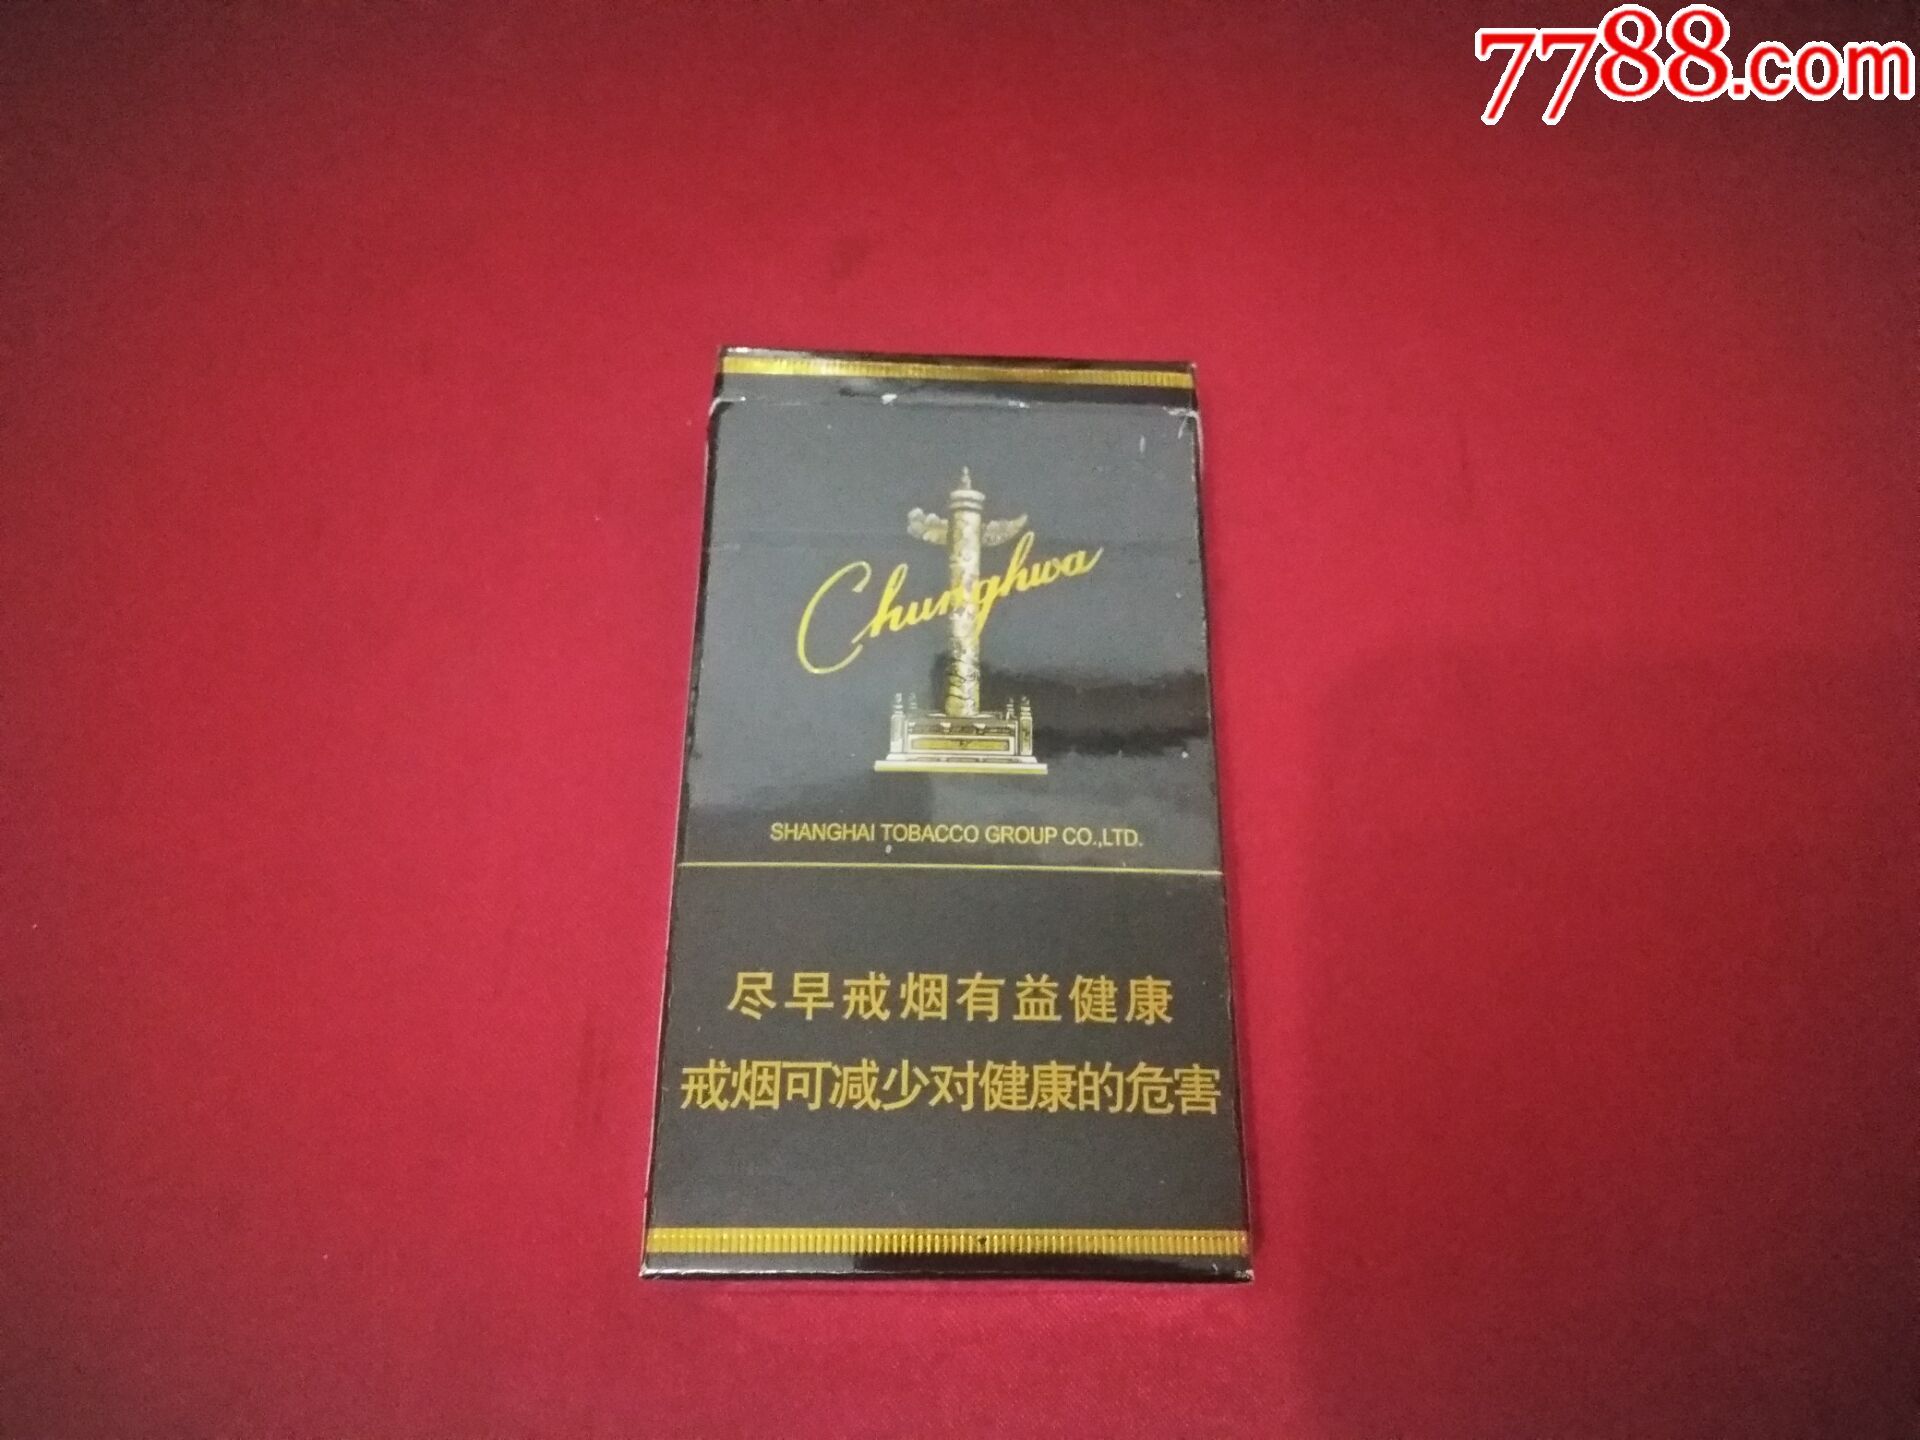 7788.com
Chunghwa
SHANGHAI TOBACCO GROUP CO.,LTD.
尽早戒烟有益健康
戒烟可减少对健康的危害